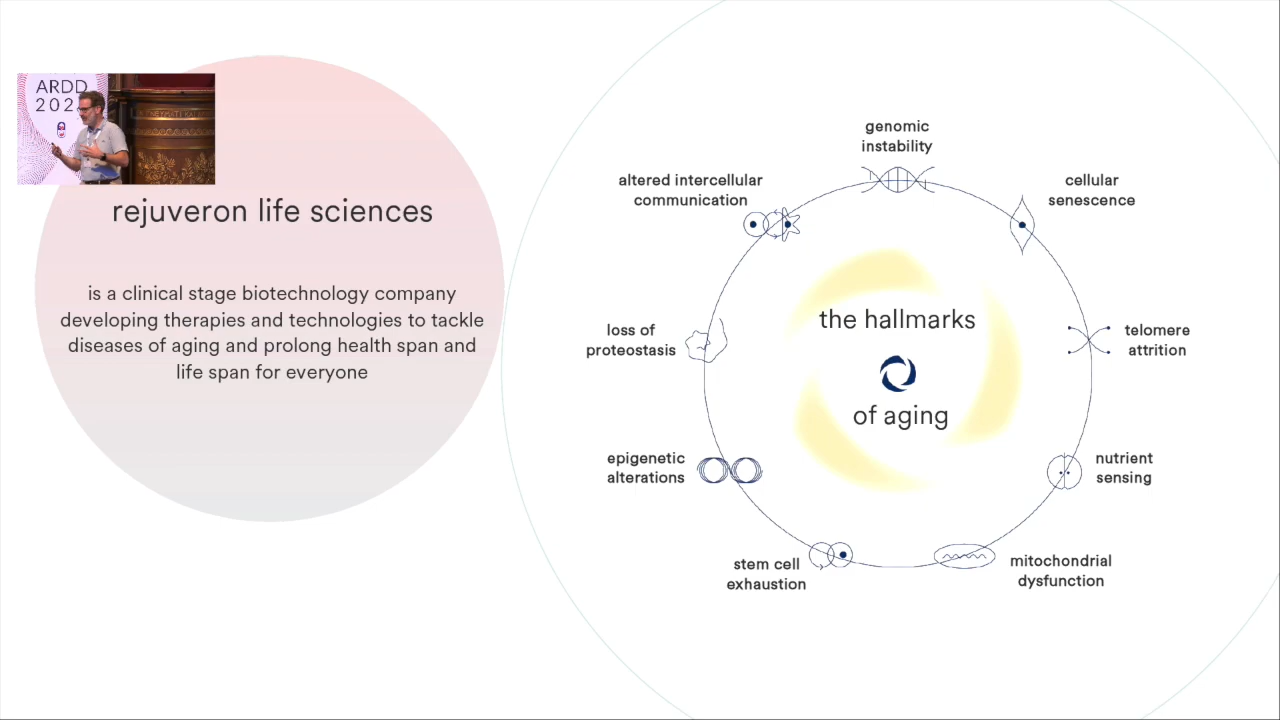 ARDD
202
rejuveron life sciences
is a clinical stage biotechnology company
developing therapies and technologies to tackle
diseases of aging and prolong health span and
life span for everyone
genomic
instability
cellular
senescence
telomere
attrition
nutrient
sensing
mitochondrial
dysfunction
stem cell
exhaustion
epigenetic
alterations
loss of
proteostasis
altered intercellular
communication
the hallmarks
of aging